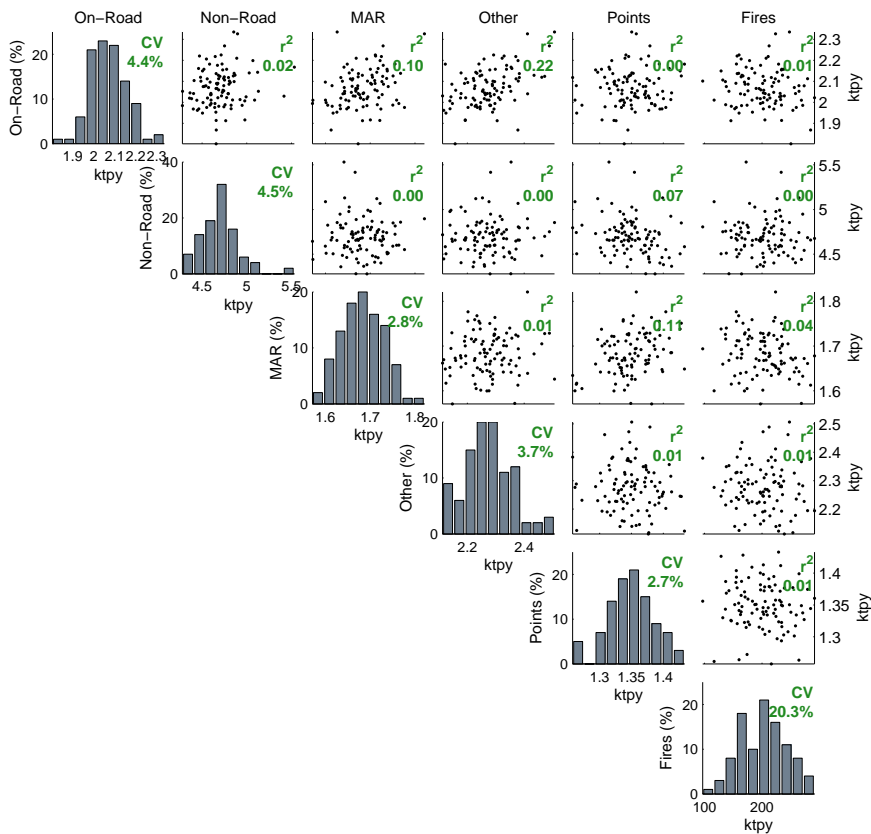 On−Road Non−Road MAR Other Points Fires
On−Road (%)
20
10
0
CV
4.4%
r2
0.02
r2
0.10
r2
0.22
r2
0.00
r2
0.01
2.3
2.2
2.1
2
1.9
ktpy
1.9 2 2.1 2.2 2.3
ktpy
Non−Road (%)
40
20
0
CV
4.5%
r2
0.00
r2
0.00
r2
0.07
r2
0.00
5.5
5
4.5
ktpy
4.5 5 5.5
ktpy
MAR (%)
20
10
0
CV
2.8%
r2
0.01
r2
0.11
r2
0.04
1.8
1.7
1.6
ktpy
1.6 1.7 1.8
ktpy
Other (%)
20
10
0
CV
3.7%
r2
0.01
r2
0.01
2.5
2.4
2.3
2.2
ktpy
2.2 2.4
ktpy
Points (%)
20
10
0
CV
2.7%
r2
0.01
1.4
1.35
1.3
ktpy
1.3 1.35 1.4
ktpy
Fires (%)
20
10
0
CV
20.3%
100 200
ktpy